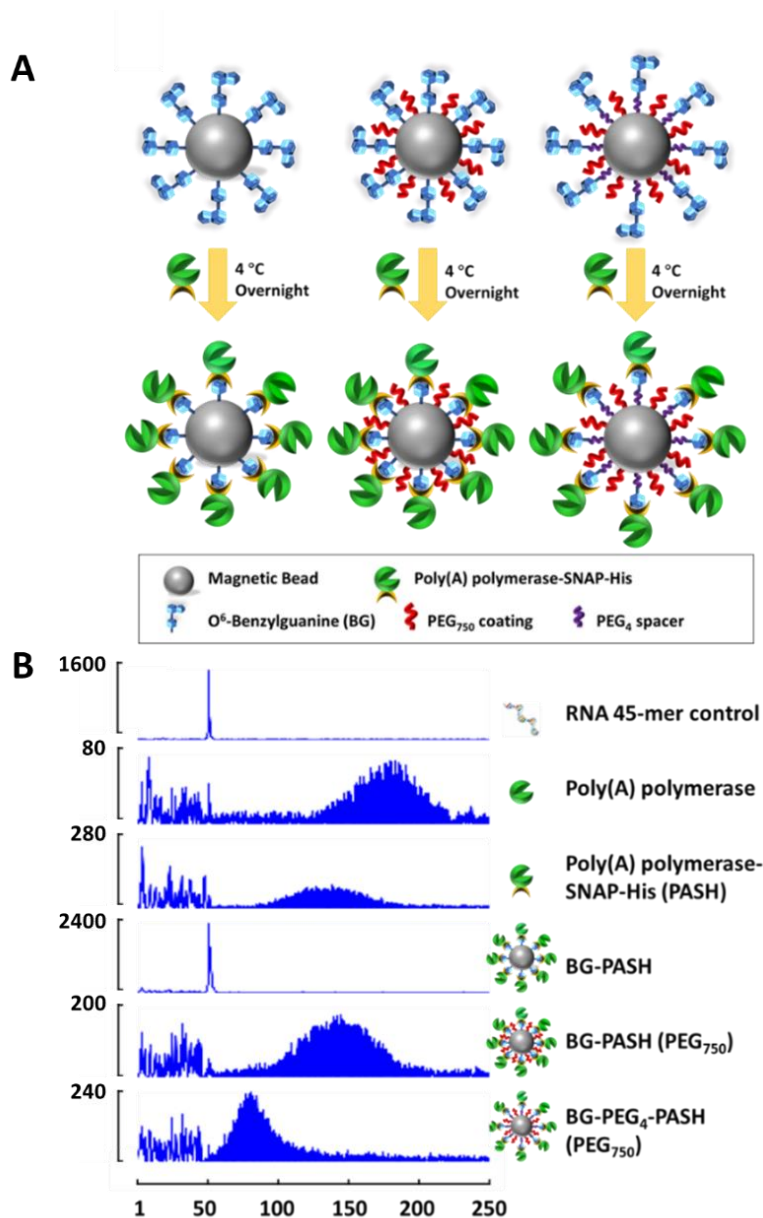 A
4 °C
Overnight
4 °C
Overnight
4 °C
Overnight
Magnetic Bead
Poly(A) polymerase-SNAP-His
O⁶-Benzylguanine (BG)
PEG₇₅₀ coating
PEG₄ spacer
B
1600
RNA 45-mer control
80
Poly(A) polymerase
280
Poly(A) polymerase-
SNAP-His (PASH)
2400
BG-PASH
200
BG-PASH (PEG₇₅₀)
240
BG-PEG₄-PASH
(PEG₇₅₀)
1 50 100 150 200 250